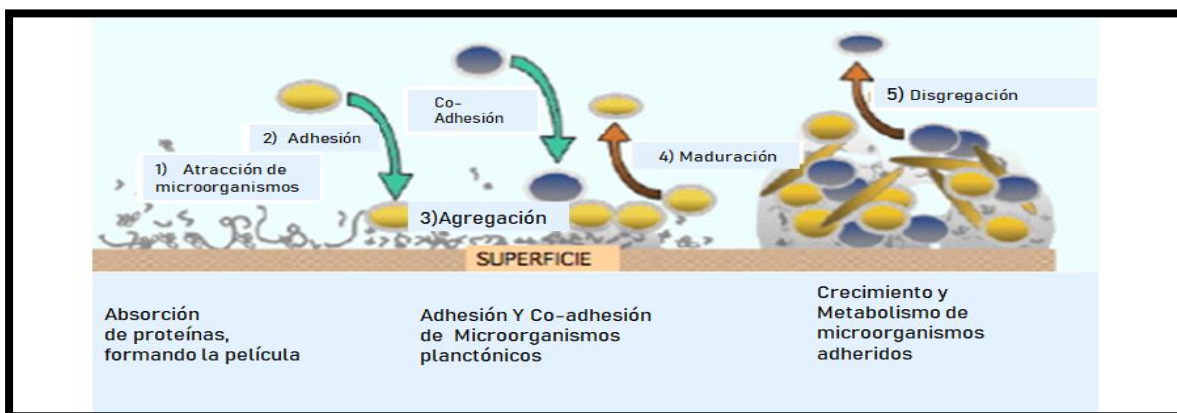 1) Atracción de
microorganismos
2) Adhesión
Co-
Adhesión
3)Agregación
4) Maduración
5) Disgregación
SUPERFICIE
Absorción
de proteínas,
formando la película
Adhesión Y Co-adhesión
de Microorganismos
planctónicos
Crecimiento y
Metabolismo de
microorganismos
adheridos